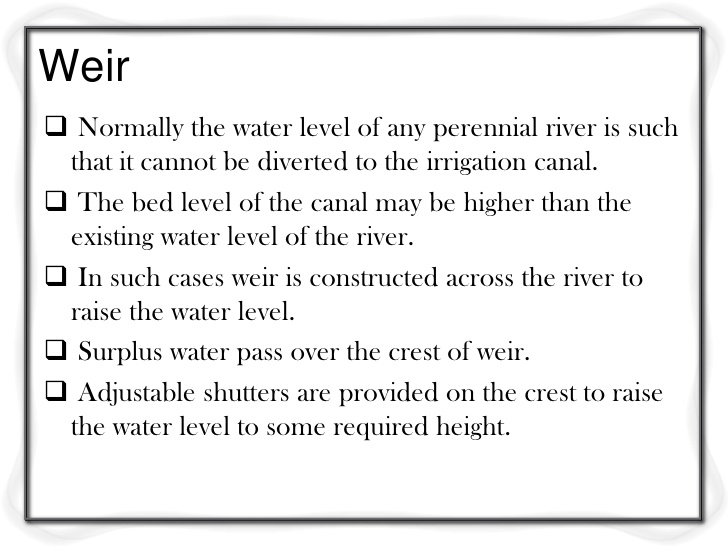 Weir
❑ Normally the water level of any perennial river is such
that it cannot be diverted to the irrigation canal.
❑ The bed level of the canal may be higher than the
existing water level of the river.
❑ In such cases weir is constructed across the river to
raise the water level.
❑ Surplus water pass over the crest of weir.
❑ Adjustable shutters are provided on the crest to raise
the water level to some required height.